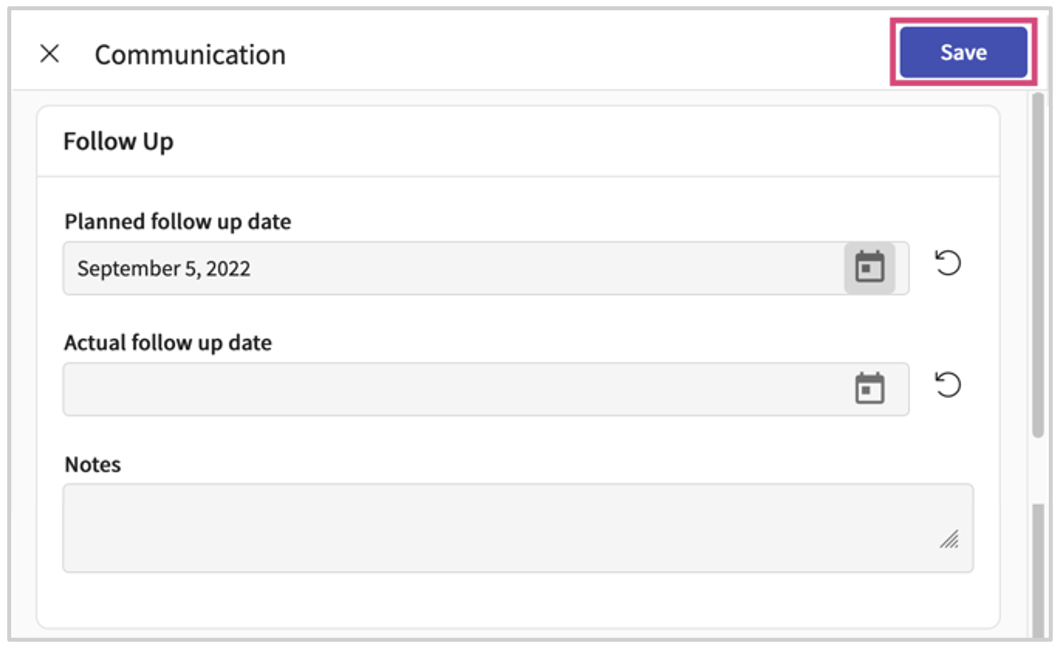 Communication
Save
Follow Up
Planned follow up date
September 5, 2022
Actual follow up date
Notes